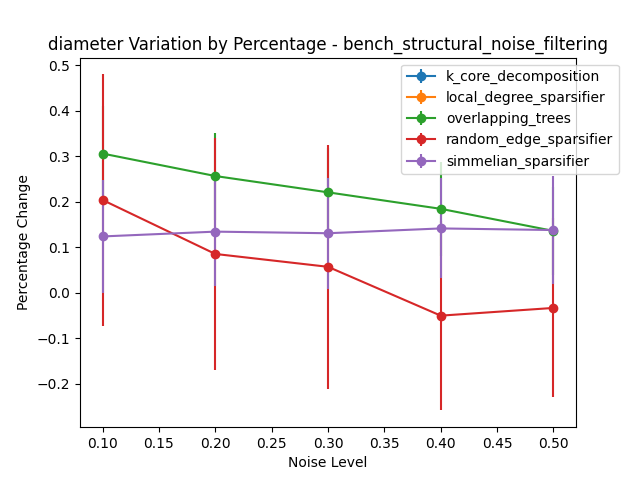 diameter Variation by Percentage - bench_structural_noise_filtering
0.5
0.4
0.3
0.2
0.1
0.0
−0.1
−0.2
Percentage Change
k_core_decomposition
local_degree_sparsifier
overlapping_trees
random_edge_sparsifier
simmelian_sparsifier
0.10 0.15 0.20 0.25 0.30 0.35 0.40 0.45 0.50
Noise Level